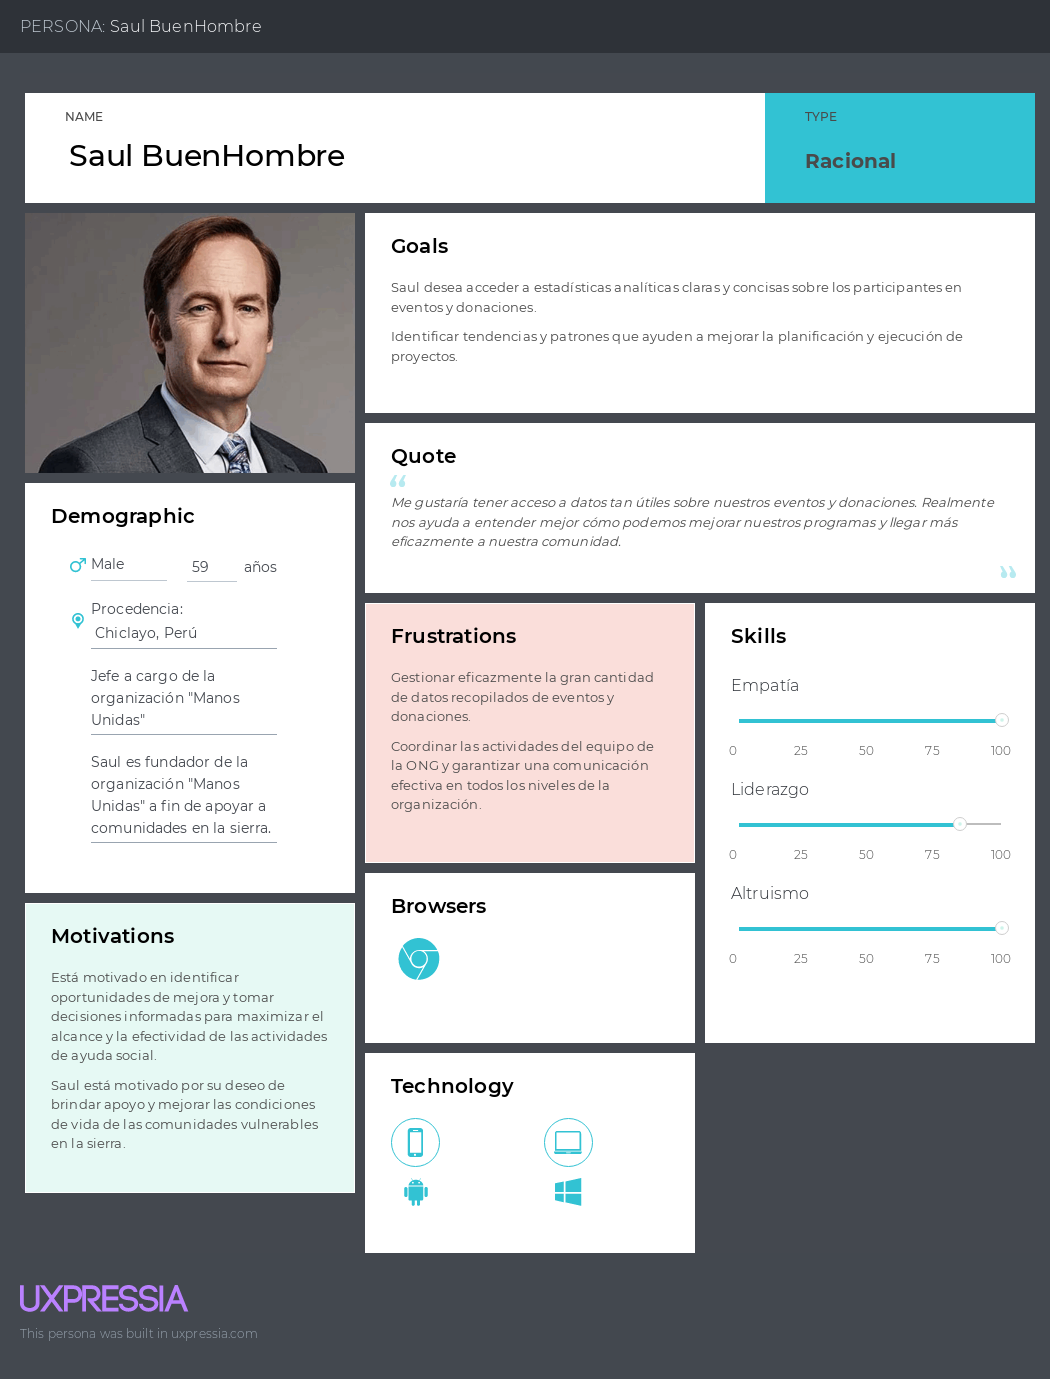 PERSONA: Saul BuenHombre
NAME
Saul BuenHombre
TYPE
Racional
Goals
Saul desea acceder a estadísticas analíticas claras y concisas sobre los participantes en
eventos y donaciones.
Identificar tendencias y patrones que ayuden a mejorar la planificación y ejecución de
proyectos.
Quote
“
Me gustaría tener acceso a datos tan útiles sobre nuestros eventos y donaciones. Realmente
nos ayuda a entender mejor cómo podemos mejorar nuestros programas y llegar más
eficazmente a nuestra comunidad.
”
Demographic
Male
59 años
Procedencia:
Chiclayo, Perú
Jefe a cargo de la
organización "Manos
Unidas"
Saul es fundador de la
organización "Manos
Unidas" a fin de apoyar a
comunidades en la sierra.
Frustrations
Gestionar eficazmente la gran cantidad
de datos recopilados de eventos y
donaciones.
Coordinar las actividades del equipo de
la ONG y garantizar una comunicación
efectiva en todos los niveles de la
organización.
Skills
Empatía
0 25 50 75 100
Liderazgo
0 25 50 75 100
Altruismo
0 25 50 75 100
Motivations
Está motivado en identificar
oportunidades de mejora y tomar
decisiones informadas para maximizar el
alcance y la efectividad de las actividades
de ayuda social.
Saul está motivado por su deseo de
brindar apoyo y mejorar las condiciones
de vida de las comunidades vulnerables
en la sierra.
Browsers
Technology
UXPRESSIA
This persona was built in uxpressia.com